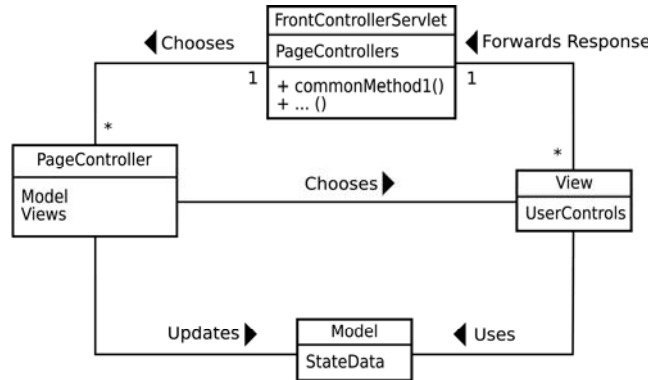 FrontControllerServlet
PageControllers
+ commonMethod1()
+ ... ()
Chooses
Forwards Response
1
1
*
*
PageController
Model
Views
Chooses
View
UserControls
Updates
Model
StateData
Uses